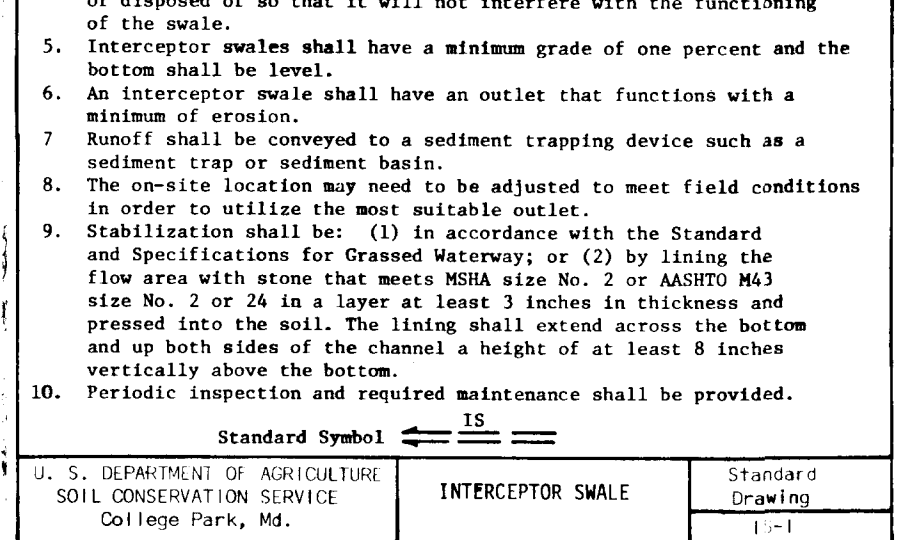 or disposed of so that it will not interfere with the functioning
of the swale.
5. Interceptor swales shall have a minimum grade of one percent and the
bottom shall be level.
6. An interceptor swale shall have an outlet that functions with a
minimum of erosion.
7 Runoff shall be conveyed to a sediment trapping device such as a
sediment trap or sediment basin.
8. The on-site location may need to be adjusted to meet field conditions
in order to utilize the most suitable outlet.
9. Stabilization shall be: (1) in accordance with the Standard
and Specifications for Grassed Waterway; or (2) by lining the
flow area with stone that meets MSHA size No. 2 or AASHTO M43
size No. 2 or 24 in a layer at least 3 inches in thickness and
pressed into the soil. The lining shall extend across the bottom
and up both sides of the channel a height of at least 8 inches
vertically above the bottom.
10. Periodic inspection and required maintenance shall be provided.
IS
Standard Symbol
U. S. DEPARTMENT OF AGRICULTURE
SOIL CONSERVATION SERVICE
College Park, Md.
INTERCEPTOR SWALE
Standard
Drawing